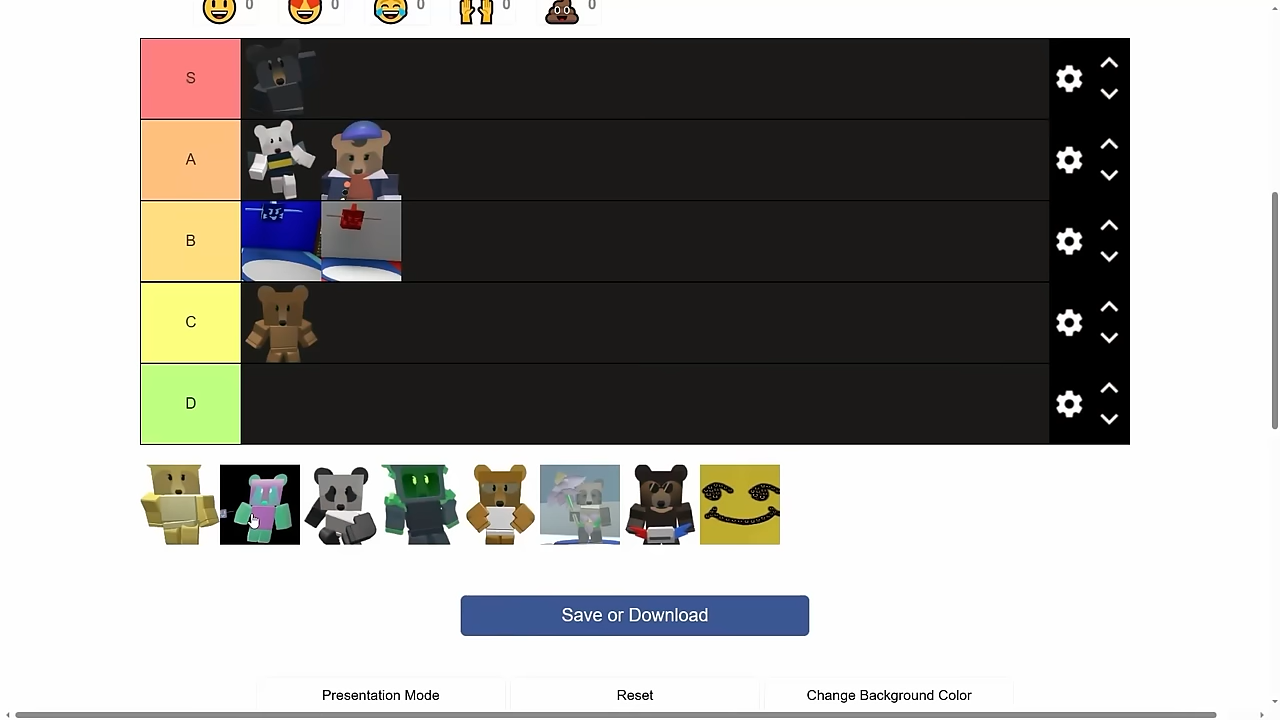 0 0 0 0 0
S
A
B
C
D
Save or Download
Presentation Mode Reset Change Background Color